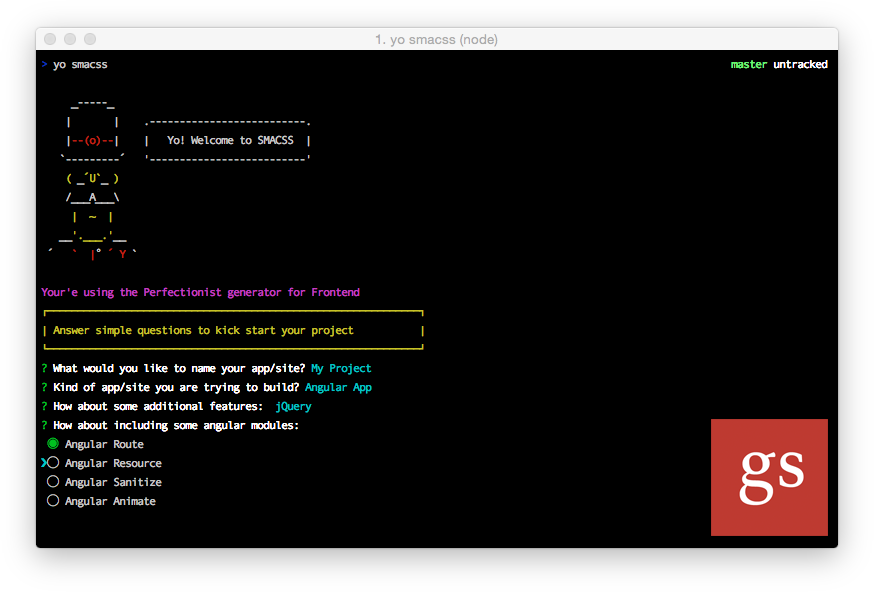 1. yo smacss (node)
> yo smacss master untracked
_-----_
|       |    .--------------------------.
|--(o)--|    |   Yo! Welcome to SMACSS  |
`---------´   '--------------------------'
( _´U`_ )
/___A___\
|  ~  |
__'.___.'__
´   `  |° ´ Y `
Your'e using the Perfectionist generator for Frontend
| Answer simple questions to kick start your project |
? What would you like to name your app/site? My Project
? Kind of app/site you are trying to build? Angular App
? How about some additional features: jQuery
? How about including some angular modules:
◉ Angular Route
❯◯ Angular Resource
◯ Angular Sanitize
◯ Angular Animate
gs